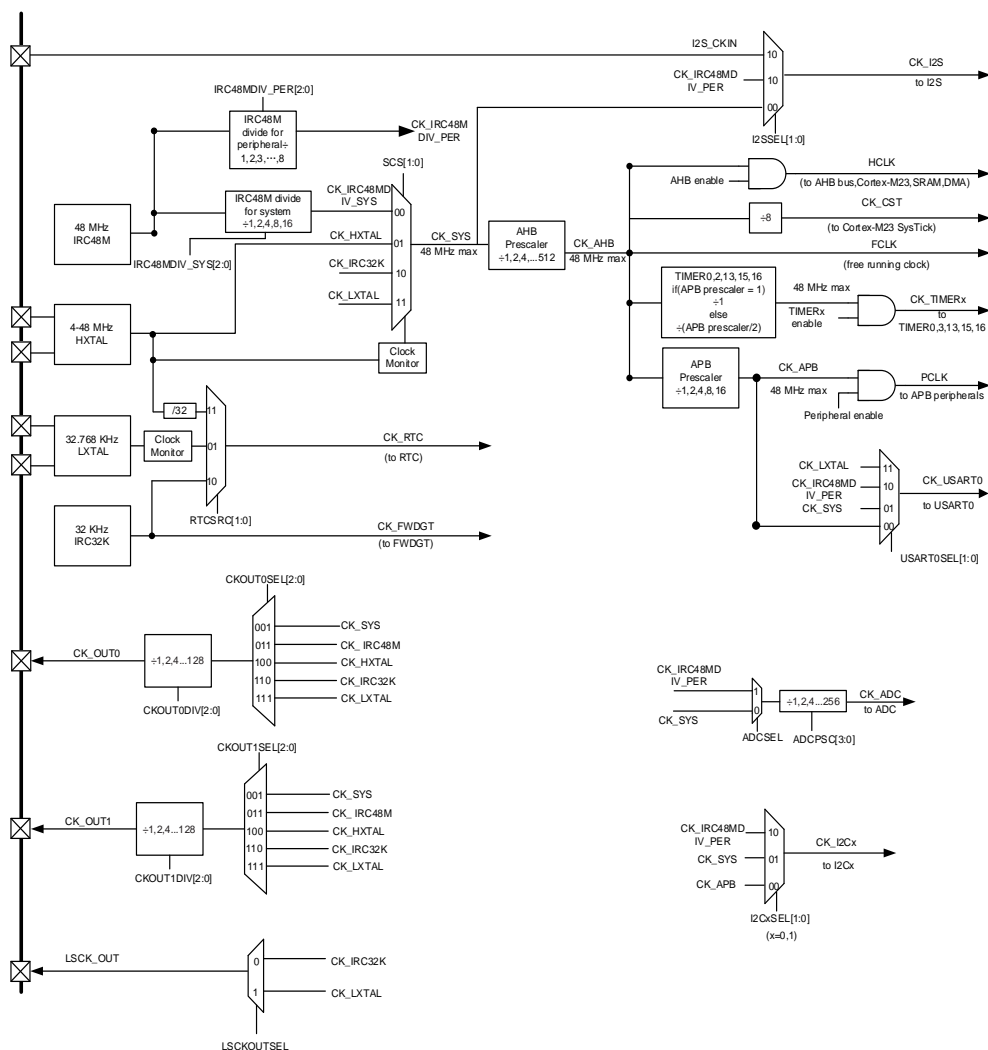 I2S_CKIN
10
CK_IRC48MD
IV_PER
10
00
CK_I2S
to I2S
I2SSEL[1:0]
IRC48MDIV_PER[2:0]
IRC48M
divide for
peripheral÷
1,2,3,···,8
CK_IRC48M
DIV_PER
SCS[1:0]
48 MHz
IRC48M
IRC48M divide
for system
÷1,2,4,8,16
IRC48MDIV_SYS[2:0]
CK_IRC48MD
IV_SYS
00
CK_HXTAL
01
CK_IRC32K
10
CK_LXTAL
11
CK_SYS
48 MHz max
AHB
Prescaler
÷1,2,4,...512
CK_AHB
48 MHz max
AHB enable
HCLK
(to AHB bus,Cortex-M23,SRAM,DMA)
÷8
CK_CST
(to Cortex-M23 SysTick)
FCLK
(free running clock)
TIMER0,2,13,15,16
if(APB prescaler = 1)
÷1
else
÷(APB prescaler/2)
48 MHz max
TIMERx
enable
CK_TIMERx
to
TIMER0,3,13,15,16
4-48 MHz
HXTAL
Clock
Monitor
APB
Prescaler
÷1,2,4,8,16
CK_APB
48 MHz max
Peripheral enable
PCLK
to APB peripherals
/32
11
32.768 KHz
LXTAL
Clock
Monitor
01
10
RTCSRC[1:0]
CK_RTC
(to RTC)
CK_LXTAL
11
CK_IRC48MD
IV_PER
10
CK_SYS
01
00
CK_USART0
to USART0
USART0SEL[1:0]
32 KHz
IRC32K
CK_FWDGT
(to FWDGT)
CKOUT0SEL[2:0]
CK_OUT0
÷1,2,4...128
CKOUT0DIV[2:0]
001
CK_SYS
011
CK_ IRC48M
100
CK_HXTAL
110
CK_IRC32K
111
CK_LXTAL
CK_IRC48MD
IV_PER
1
CK_SYS
0
ADCSEL
÷1,2,4...256
ADCPSC[3:0]
CK_ADC
to ADC
CKOUT1SEL[2:0]
CK_OUT1
÷1,2,4...128
CKOUT1DIV[2:0]
001
CK_SYS
011
CK_ IRC48M
100
CK_HXTAL
110
CK_IRC32K
111
CK_LXTAL
CK_IRC48MD
IV_PER
10
CK_SYS
01
CK_APB
00
CK_I2Cx
to I2Cx
I2CxSEL[1:0]
(x=0,1)
LSCK_OUT
0
CK_IRC32K
1
CK_LXTAL
LSCKOUTSEL